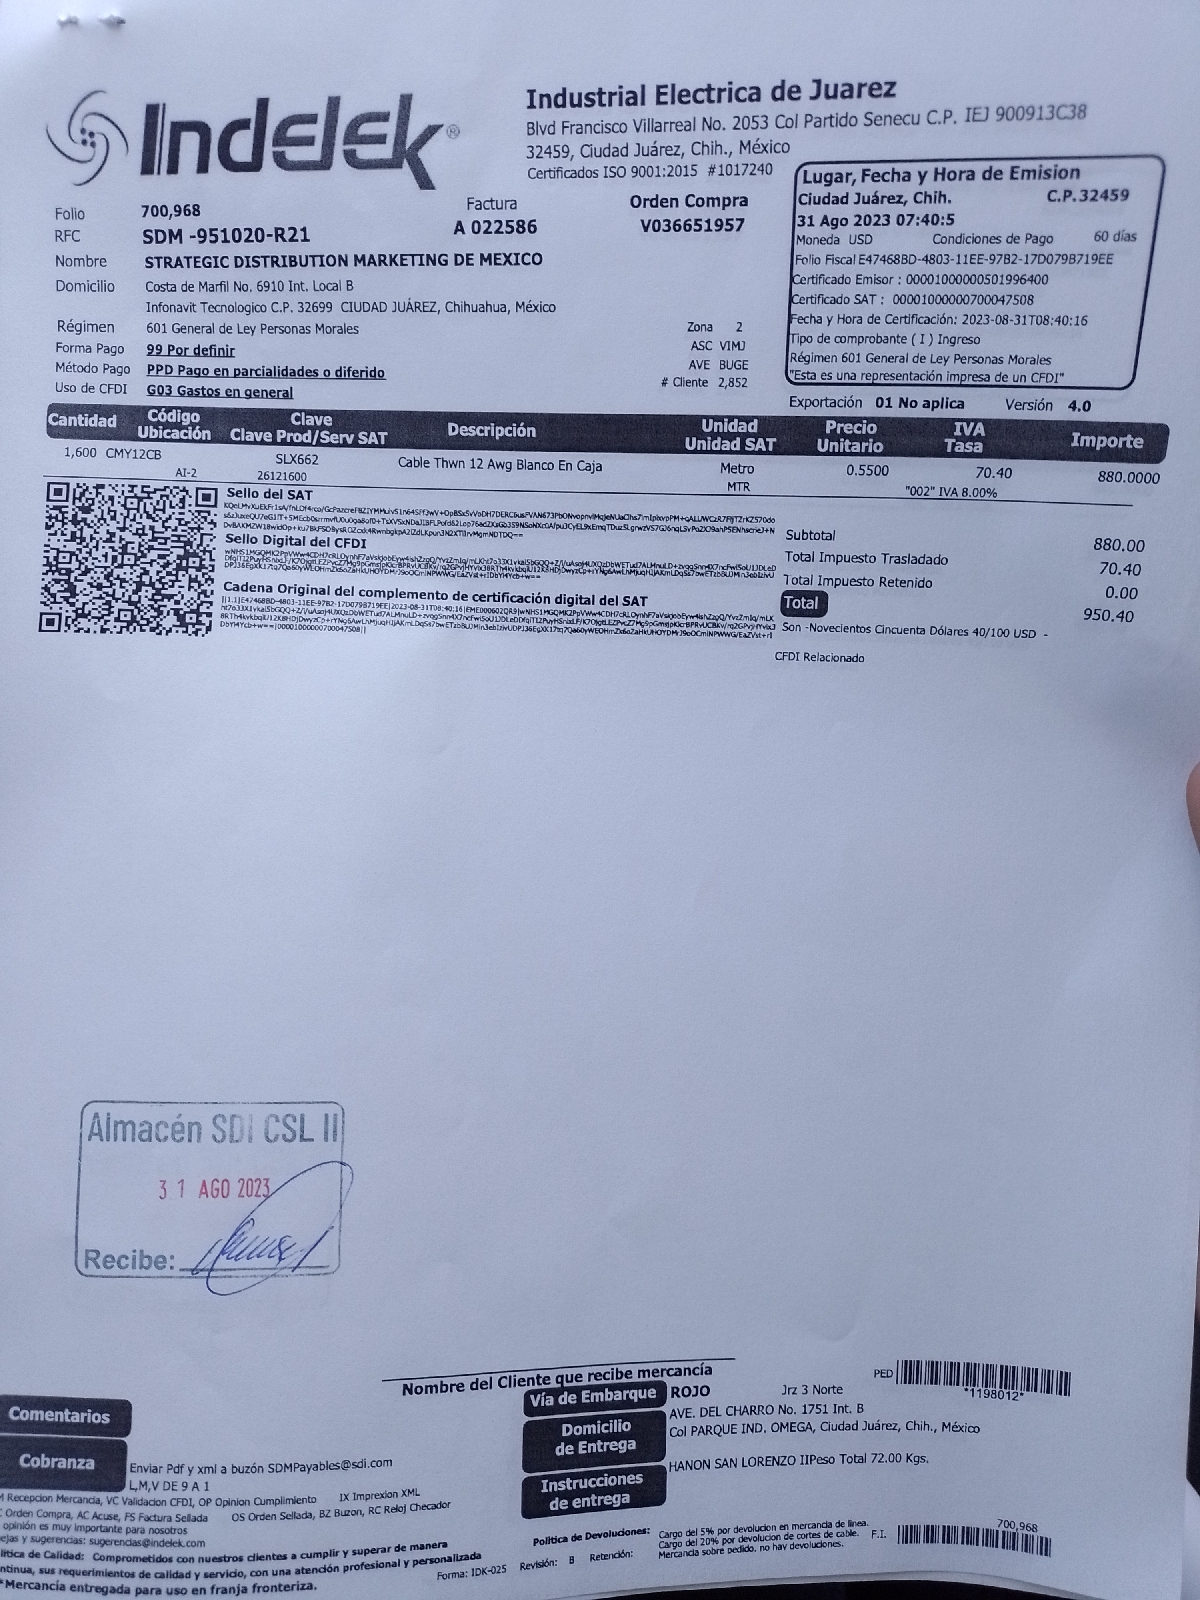 Indelek®
Industrial Electrica de Juarez
Blvd Francisco Villarreal No. 2053 Col Partido Senecu C.P. IEJ 900913C38
32459, Ciudad Juárez, Chih., México
Certificados ISO 9001:2015 #1017240
Lugar, Fecha y Hora de Emision
Ciudad Juárez, Chih. C.P.32459
31 Ago 2023 07:40:5
Moneda USD Condiciones de Pago 60 días
Folio Fiscal E47468BD-4803-11EE-97B2-17D079B719EE
Certificado Emisor : 00001000000501996400
Certificado SAT : 00001000000700047508
Fecha y Hora de Certificación: 2023-08-31T08:40:16
Tipo de comprobante ( I ) Ingreso
Régimen 601 General de Ley Personas Morales
"Esta es una representación impresa de un CFDI"
Exportación 01 No aplica Versión 4.0
Folio 700,968 Factura Orden Compra
RFC SDM -951020-R21 A 022586 V036651957
Nombre STRATEGIC DISTRIBUTION MARKETING DE MEXICO
Domicilio Costa de Marfil No. 6910 Int. Local B
Infonavit Tecnologico C.P. 32699 CIUDAD JUÁREZ, Chihuahua, México
Régimen 601 General de Ley Personas Morales Zona 2
Forma Pago 99 Por definir ASC VIMJ
Método Pago PPD Pago en parcialidades o diferido AVE BUGE
Uso de CFDI G03 Gastos en general # Cliente 2,852
Cantidad Código Ubicación Clave Clave Prod/Serv SAT Descripción Unidad Unidad SAT Precio Unitario IVA Tasa Importe
1,600 CMY12CB SLX662 Cable Thwn 12 Awg Blanco En Caja Metro 0.5500 70.40 880.0000
AI-2 26121600 MTR "002" IVA 8.00%
Sello del SAT
Sello Digital del CFDI
Cadena Original del complemento de certificación digital del SAT
Subtotal 880.00
Total Impuesto Trasladado 70.40
Total Impuesto Retenido 0.00
Total 950.40
Son -Novecientos Cincuenta Dólares 40/100 USD -
CFDI Relacionado
Almacén SDI CSL II
31 AGO 2023
Recibe:
Nombre del Cliente que recibe mercancía
PED *1198012*
Vía de Embarque ROJO Jrz 3 Norte
Domicilio de Entrega AVE. DEL CHARRO No. 1751 Int. B
Col PARQUE IND. OMEGA, Ciudad Juárez, Chih., México
Instrucciones de entrega HANON SAN LORENZO IIPeso Total 72.00 Kgs.
Comentarios
Cobranza Enviar Pdf y xml a buzón SDMPayables@sdi.com
L,M,V DE 9 A 1
Recepcion Mercancia, VC Validacion CFDI, OP Opinion Cumplimiento IX Impresion XML
Orden Compra, AC Acuse, FS Factura Sellada OS Orden Sellada, BZ Buzon, RC Reloj Checador
opinión es muy importante para nosotros
ejas y sugerencias: sugerencias@indelek.com
lítica de Calidad: Comprometidos con nuestros clientes a cumplir y superar de manera
ntinua, sus requerimientos de calidad y servicio, con una atención profesional y personalizada
*Mercancía entregada para uso en franja fronteriza.
Forma: IDK-025 Revisión: B Retención:
Politica de Devoluciones: Cargo del 5% por devolucion en mercancia de linea.
Cargo del 20% por devolucion de cortes de cable.
Mercancia sobre pedido, no hay devoluciones.
F.I. 700,968